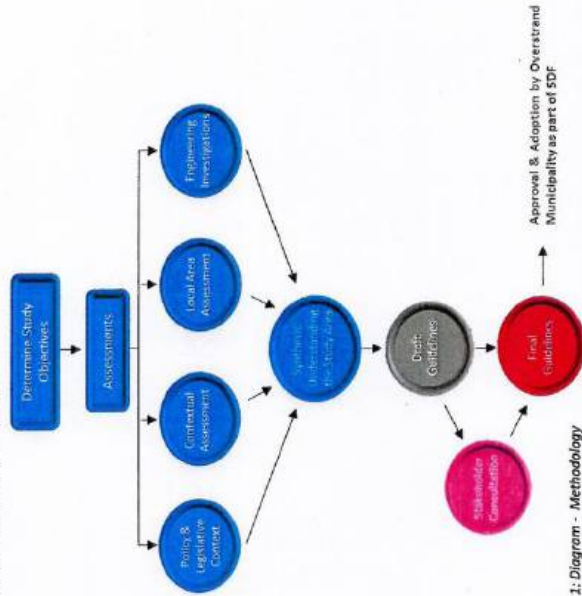 Determine Study
Objectives
Assessments
Policy &
Legislative
Context
Contextual
Assessment
Local Area
Assessment
Engineering
Investigations
Synthesis
Understanding
the Study Area
Draft
Guidelines
Stakeholder
Consultation
Final
Guidelines
Approval & Adoption by Overstrand
Municipality as part of SDF
1: Diagram - Methodology